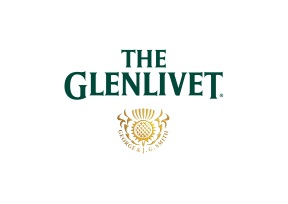 THE
GLENLIVET®
GEORGE & J. G. SMITH